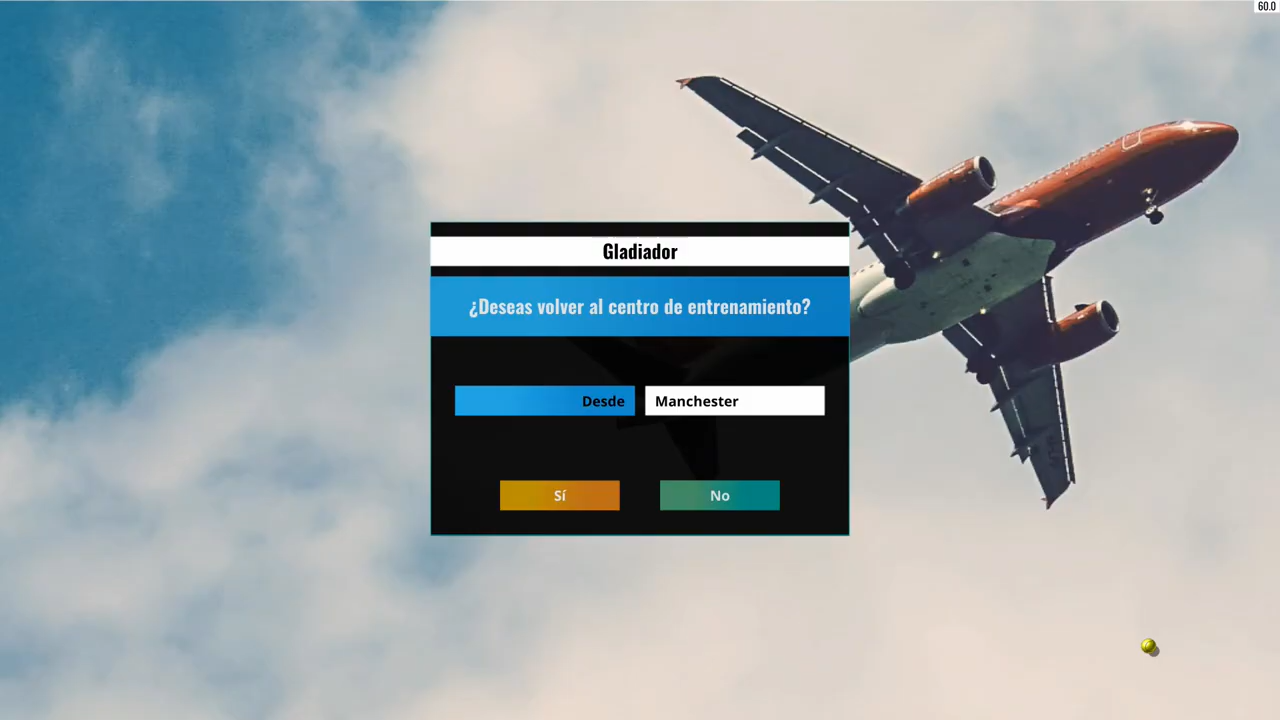 60.0
Gladiador
¿Deseas volver al centro de entrenamiento?
Desde Manchester
Sí No